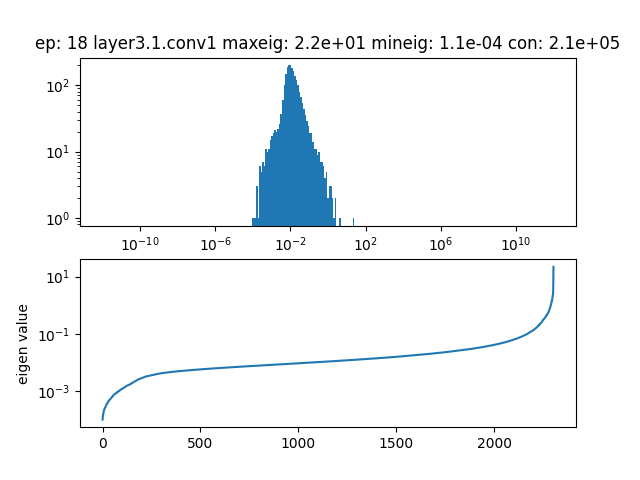 ep: 18 layer3.1.conv1 maxeig: 2.2e+01 mineig: 1.1e-04 con: 2.1e+05
10²
10¹
10⁰
10⁻¹⁰ 10⁻⁶ 10⁻² 10² 10⁶ 10¹⁰
eigen value
10¹
10⁻¹
10⁻³
0 500 1000 1500 2000